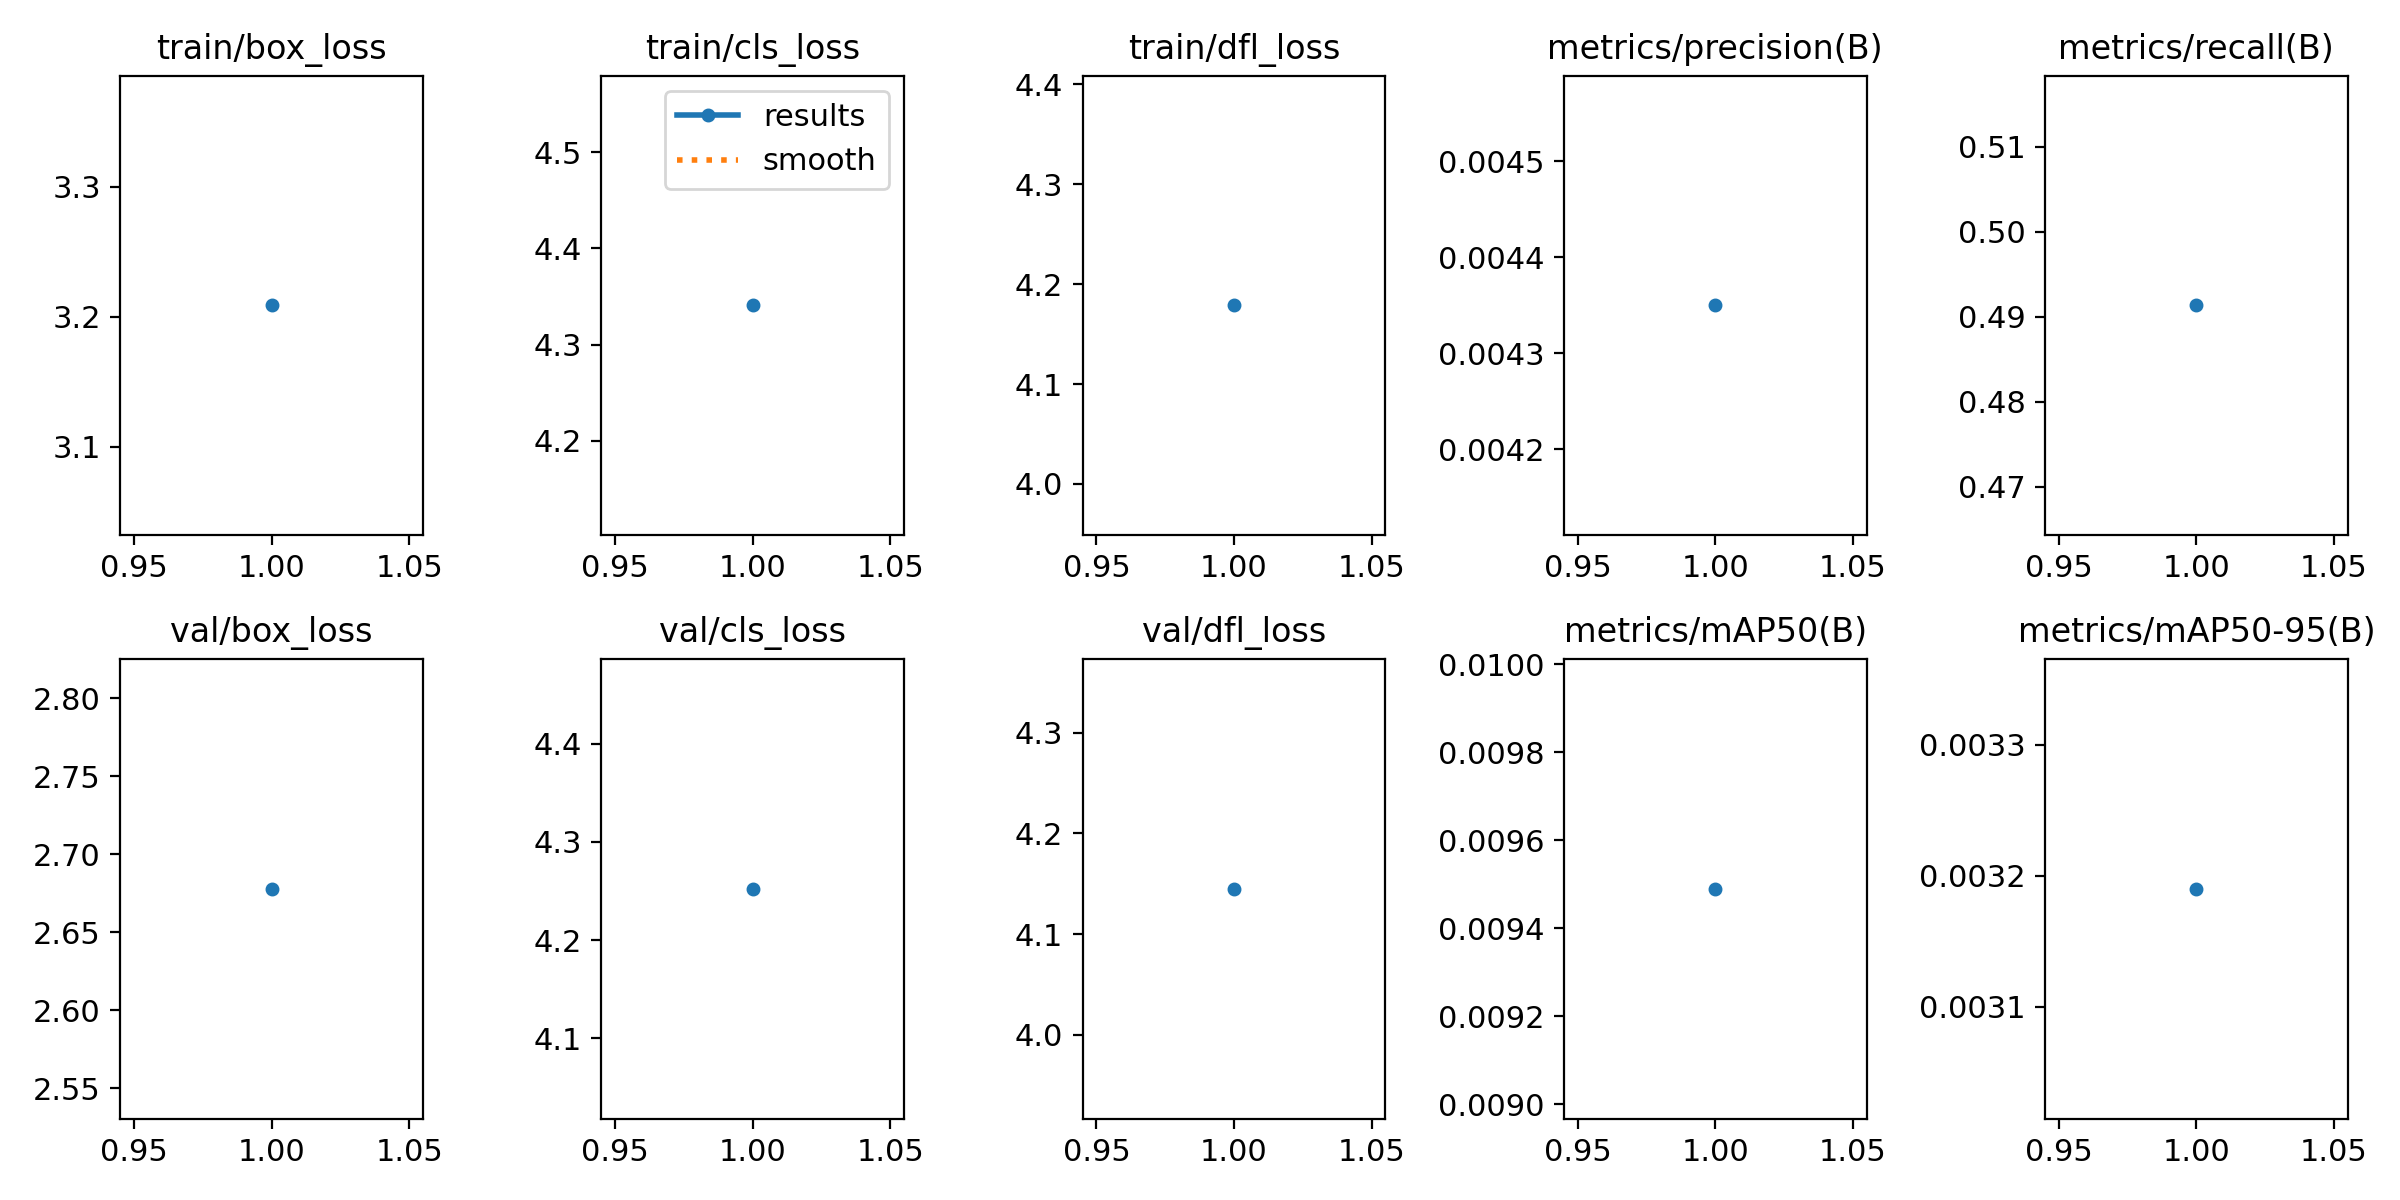 train/box_loss
3.3
3.2
3.1
0.95 1.00 1.05
train/cls_loss
results
smooth
4.5
4.4
4.3
4.2
0.95 1.00 1.05
train/dfl_loss
4.4
4.3
4.2
4.1
4.0
0.95 1.00 1.05
metrics/precision(B)
0.0045
0.0044
0.0043
0.0042
0.95 1.00 1.05
metrics/recall(B)
0.51
0.50
0.49
0.48
0.47
0.95 1.00 1.05
val/box_loss
2.80
2.75
2.70
2.65
2.60
2.55
0.95 1.00 1.05
val/cls_loss
4.4
4.3
4.2
4.1
0.95 1.00 1.05
val/dfl_loss
4.3
4.2
4.1
4.0
0.95 1.00 1.05
metrics/mAP50(B)
0.0100
0.0098
0.0096
0.0094
0.0092
0.0090
0.95 1.00 1.05
metrics/mAP50-95(B)
0.0033
0.0032
0.0031
0.95 1.00 1.05